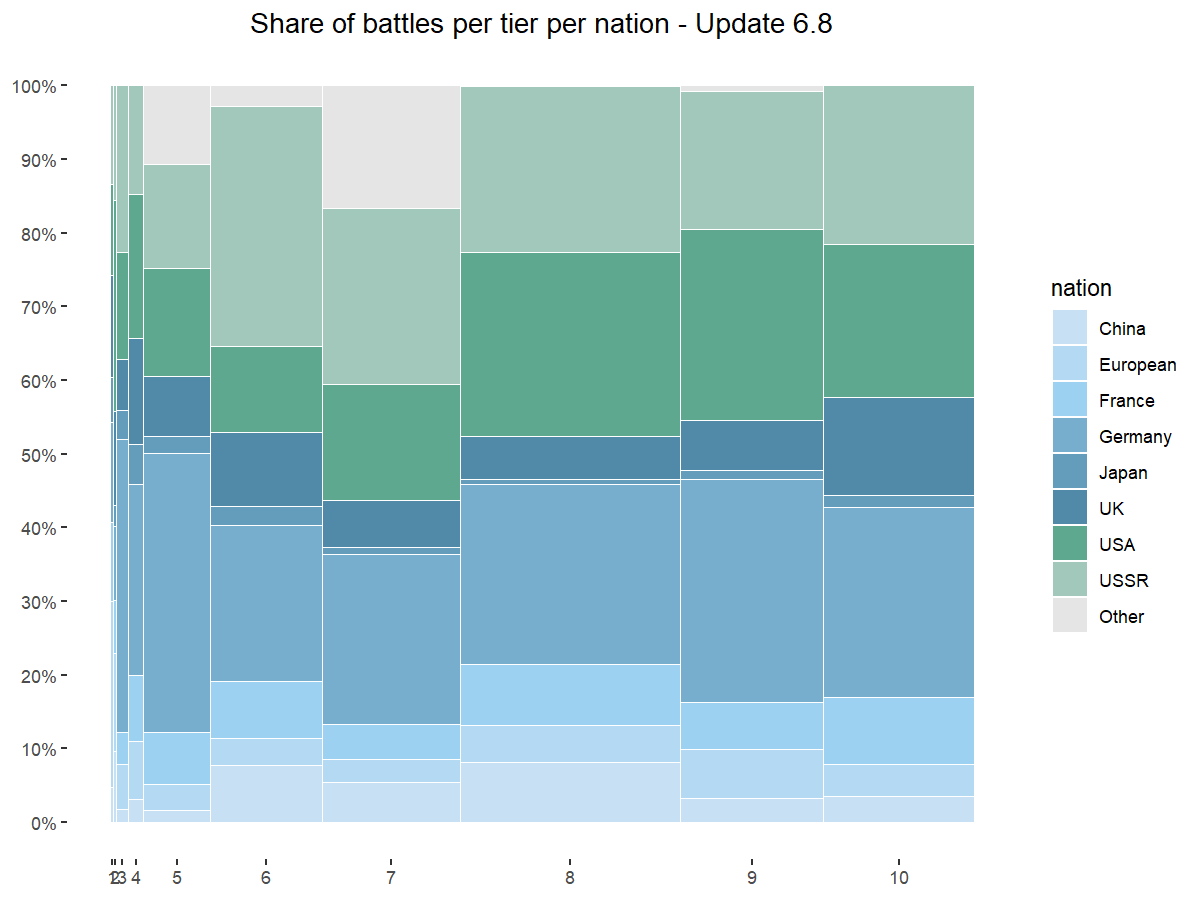 Share of battles per tier per nation - Update 6.8
100%
90%
80%
70%
60%
50%
40%
30%
20%
10%
0%
1 2 3 4 5 6 7 8 9 10
nation
China
European
France
Germany
Japan
UK
USA
USSR
Other